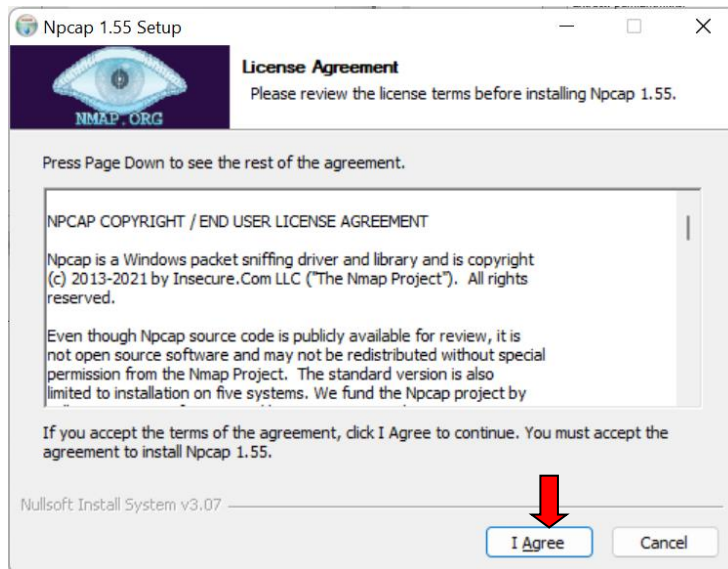 Npcap 1.55 Setup
NMAP.ORG
License Agreement
Please review the license terms before installing Npcap 1.55.
Press Page Down to see the rest of the agreement.
NPCAP COPYRIGHT / END USER LICENSE AGREEMENT
Npcap is a Windows packet sniffing driver and library and is copyright
(c) 2013-2021 by Insecure.Com LLC ("The Nmap Project").  All rights
reserved.
Even though Npcap source code is publicly available for review, it is
not open source software and may not be redistributed without special
permission from the Nmap Project.  The standard version is also
limited to installation on five systems. We fund the Npcap project by
If you accept the terms of the agreement, click I Agree to continue. You must accept the
agreement to install Npcap 1.55.
Nullsoft Install System v3.07
I Agree
Cancel